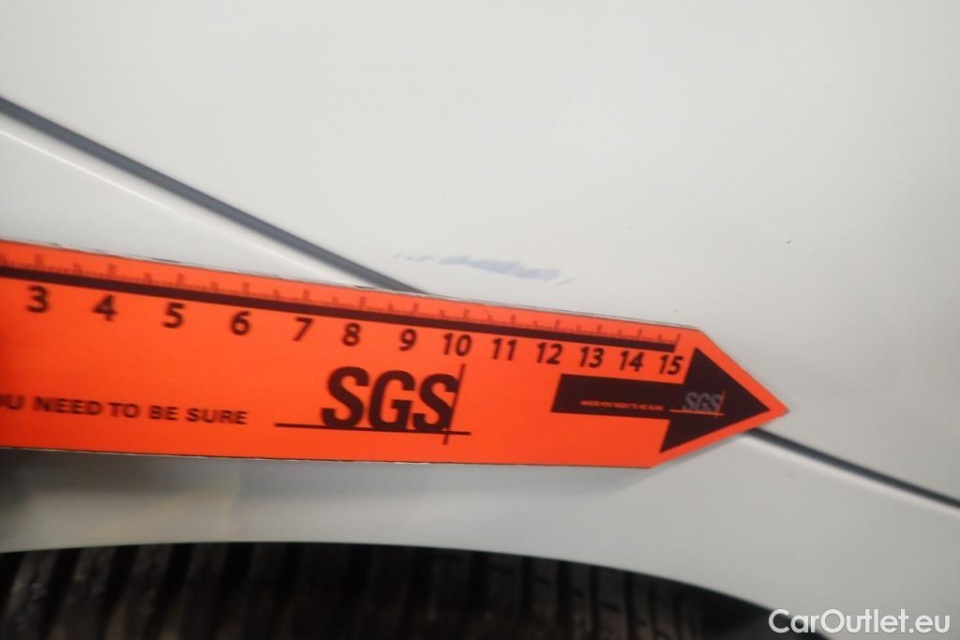 3 4 5 6 7 8 9 10 11 12 13 14 15
SGS
SGS
U NEED TO BE SURE
CarOutlet.eu